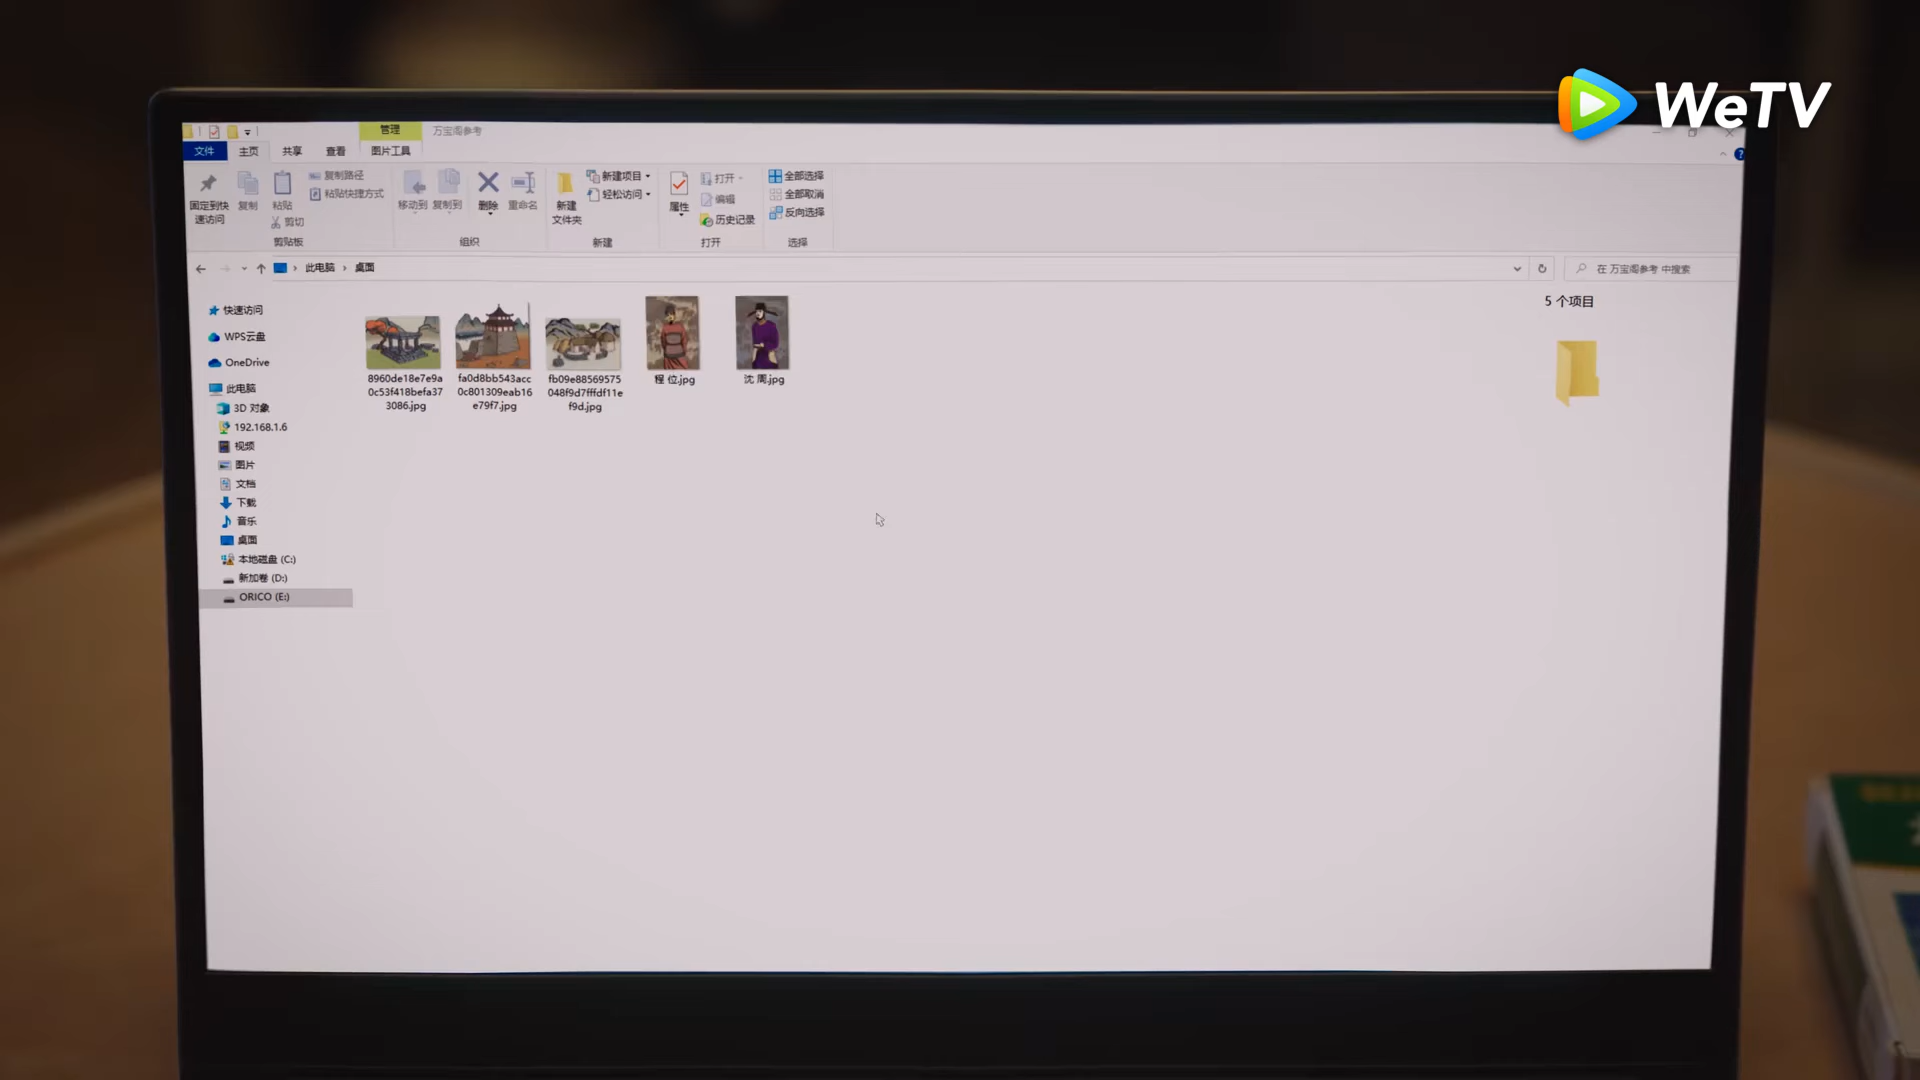 WeTV
管理
万宝阁参考
文件
主页
共享
查看
图片工具
固定到快
速访问
复制
粘贴
复制路径
粘贴快捷方式
剪切
剪贴板
移动到
复制到
删除
重命名
组织
新建
文件夹
新建项目
轻松访问
新建
属性
打开
编辑
历史记录
打开
全部选择
全部取消
反向选择
选择
此电脑
桌面
在 万宝阁参考 中搜索
快速访问
WPS云盘
OneDrive
此电脑
3D 对象
192.168.1.6
视频
图片
文档
下载
音乐
桌面
本地磁盘 (C:)
新加卷 (D:)
ORICO (E:)
8960de18e7e9a
0c53f418befa37
3086.jpg
fa0d8bb543acc
0c801309eab16
e79f7.jpg
fb09e88569575
048f9d7fffdf11e
f9d.jpg
程 位.jpg
沈 周.jpg
5 个项目